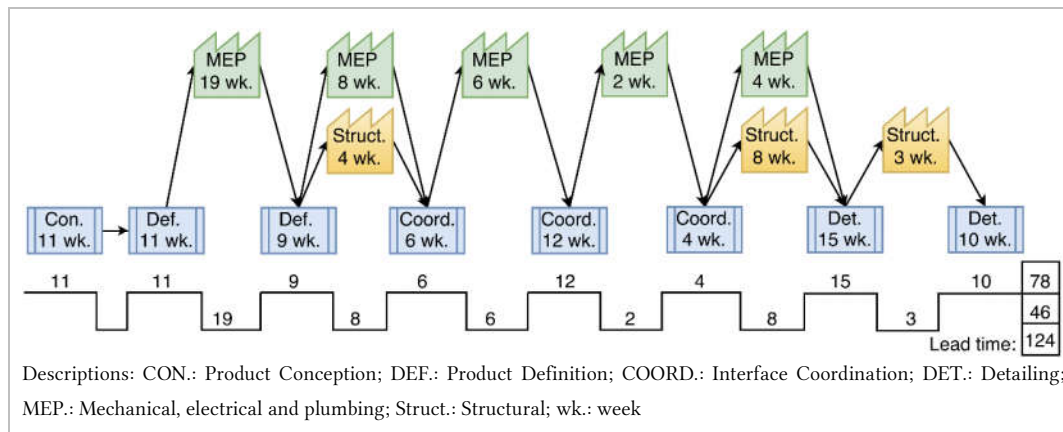 MEP
19 wk.
MEP
8 wk.
MEP
6 wk.
MEP
2 wk.
MEP
4 wk.
Struct.
4 wk.
Struct.
8 wk.
Struct.
3 wk.
Con.
11 wk.
Def.
11 wk.
Def.
9 wk.
Coord.
6 wk.
Coord.
12 wk.
Coord.
4 wk.
Det.
15 wk.
Det.
10 wk.
11 11 9 6 12 4 15 10 78
19 8 6 2 8 3 46
Lead time: 124
Descriptions: CON.: Product Conception; DEF.: Product Definition; COORD.: Interface Coordination; DET.: Detailing;
MEP.: Mechanical, electrical and plumbing; Struct.: Structural; wk.: week